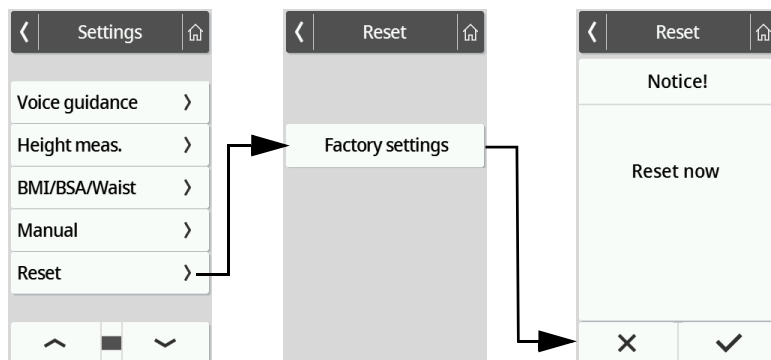 Settings
Voice guidance
Height meas.
BMI/BSA/Waist
Manual
Reset
Reset
Factory settings
Reset
Notice!
Reset now